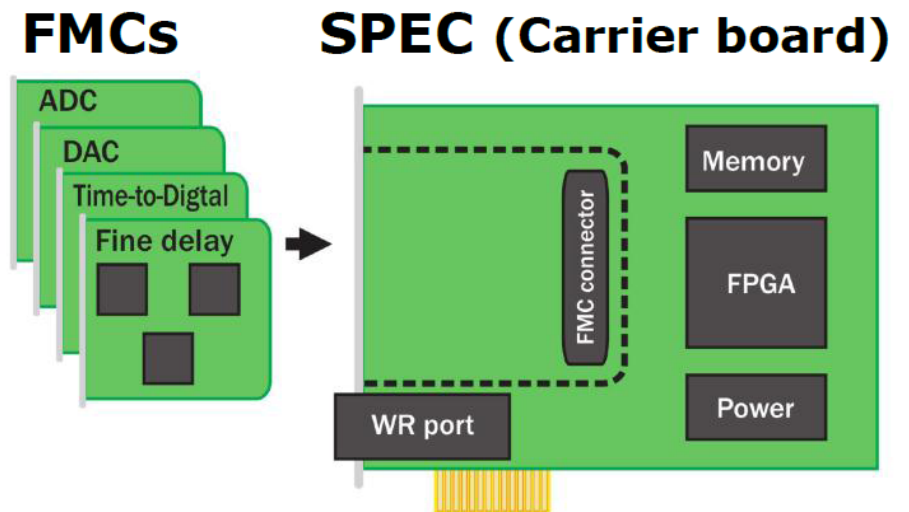 FMCs
SPEC (Carrier board)
ADC
DAC
Time-to-Digtal
Fine delay
FMC connector
Memory
FPGA
Power
WR port